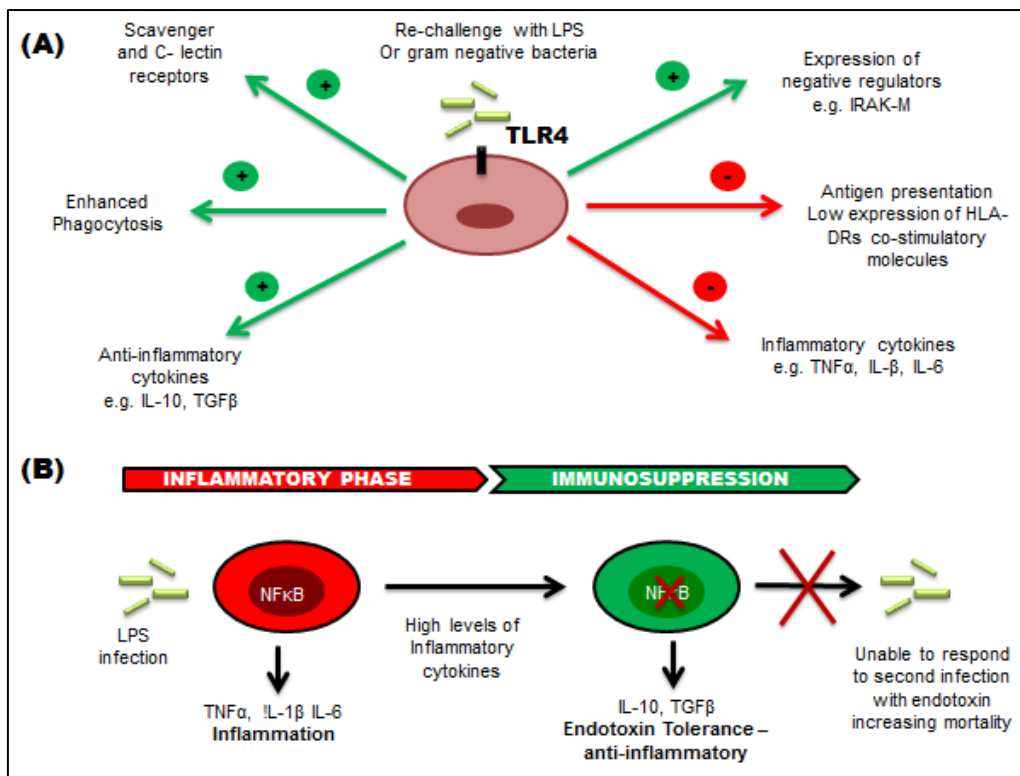 (A)
Scavenger
and C- lectin
receptors
+
Re-challenge with LPS
Or gram negative bacteria
TLR4
+
Expression of
negative regulators
e.g. IRAK-M
+
Enhanced
Phagocytosis
-
Antigen presentation
Low expression of HLA-
DRs co-stimulatory
molecules
+
Anti-inflammatory
cytokines
e.g. IL-10, TGFβ
-
Inflammatory cytokines
e.g. TNFα, IL-β, IL-6
(B)
INFLAMMATORY PHASE
IMMUNOSUPPRESSION
LPS
infection
NFκB
TNFα, !L-1β IL-6
Inflammation
High levels of
Inflammatory
cytokines
NFκB
IL-10, TGFβ
Endotoxin Tolerance –
anti-inflammatory
Unable to respond
to second infection
with endotoxin
increasing mortality